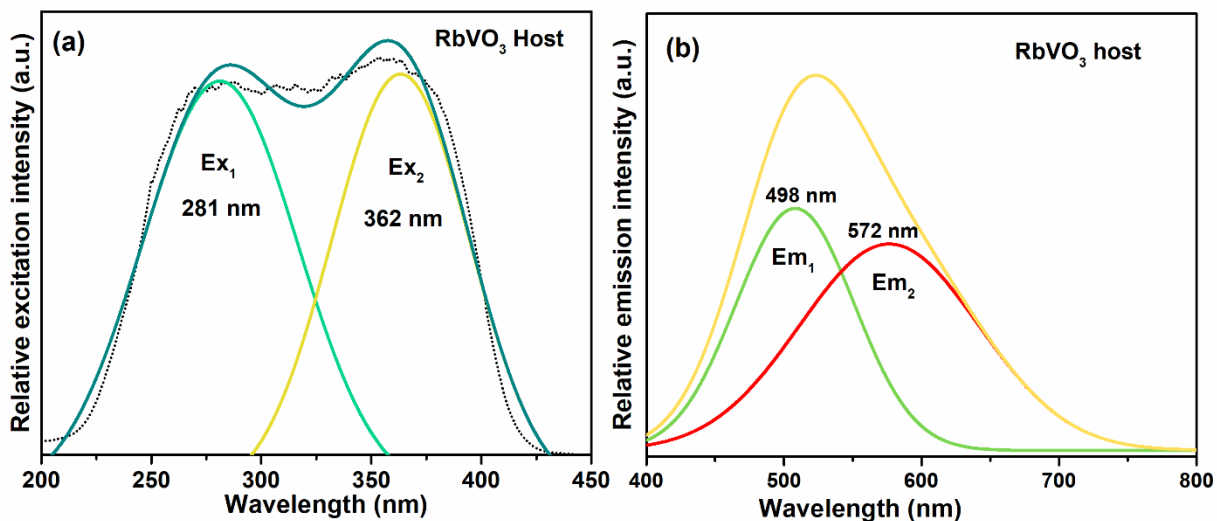 (a)
RbVO₃ Host
Relative excitation intensity (a.u.)
Ex₁
281 nm
Ex₂
362 nm
200 250 300 350 400 450
Wavelength (nm)
(b)
RbVO₃ host
Relative emission intensity (a.u.)
498 nm
Em₁
572 nm
Em₂
400 500 600 700 800
Wavelength (nm)